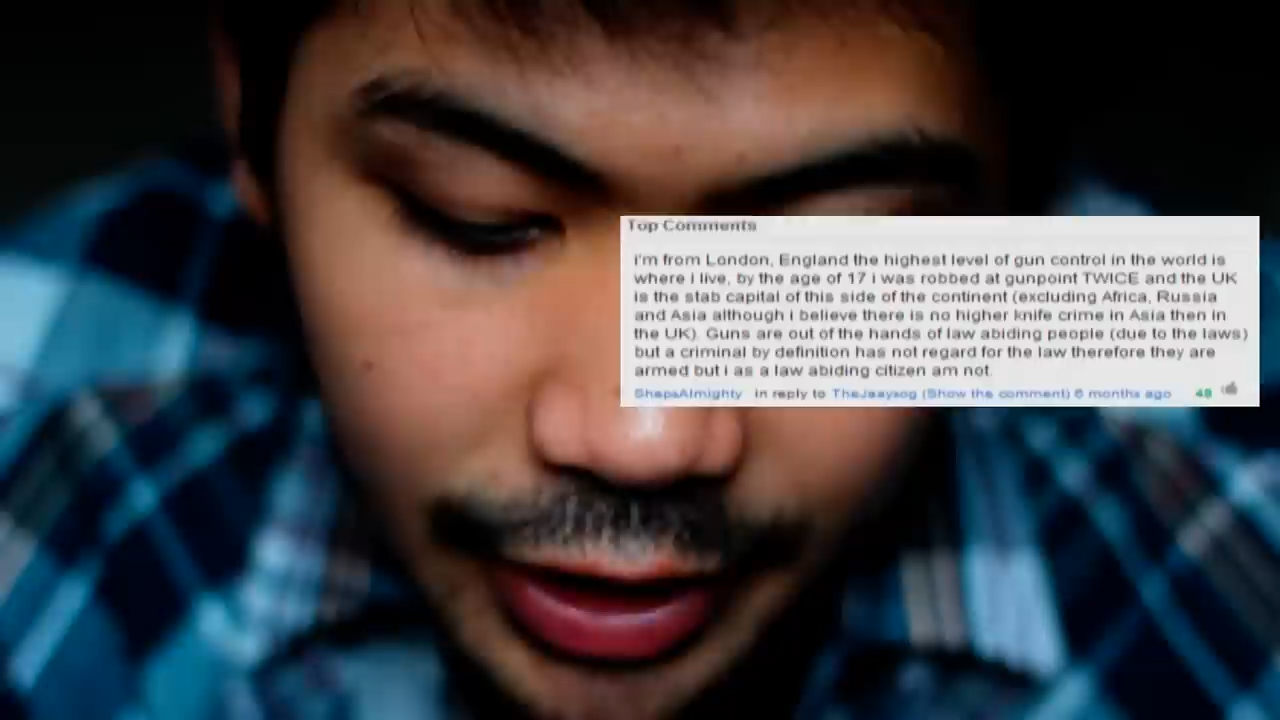 Top Comments
i'm from London, England the highest level of gun control in the world is
where i live, by the age of 17 i was robbed at gunpoint TWICE and the UK
is the stab capital of this side of the continent (excluding Africa, Russia
and Asia although i believe there is no higher knife crime in Asia then in
the UK). Guns are out of the hands of law abiding people (due to the laws)
but a criminal by definition has not regard for the law therefore they are
armed but i as a law abiding citizen am not.
ShapsAlmighty in reply to (Show the comment) 6 months ago 48